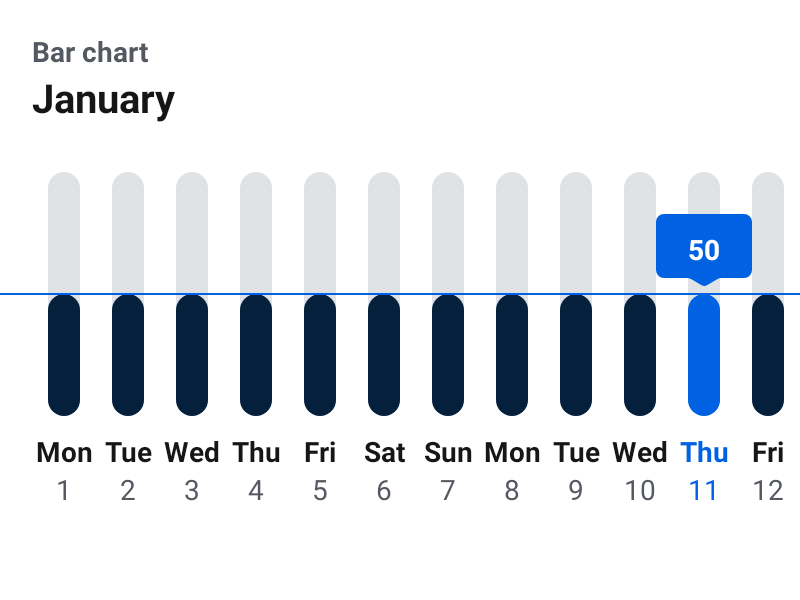 Bar chart
January
50
Mon Tue Wed Thu Fri Sat Sun Mon Tue Wed Thu Fri
1 2 3 4 5 6 7 8 9 10 11 12